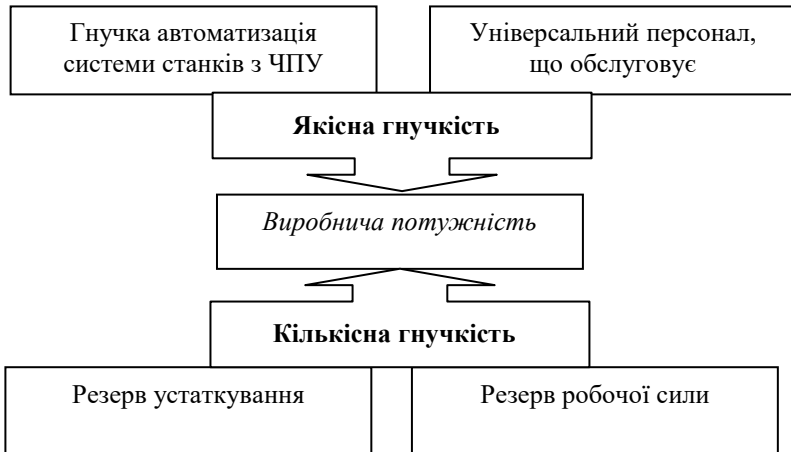 Гнучка автоматизація
системи станків з ЧПУ
Універсальний персонал,
що обслуговує
Якісна гнучкість
Виробнича потужність
Кількісна гнучкість
Резерв устаткування
Резерв робочої сили